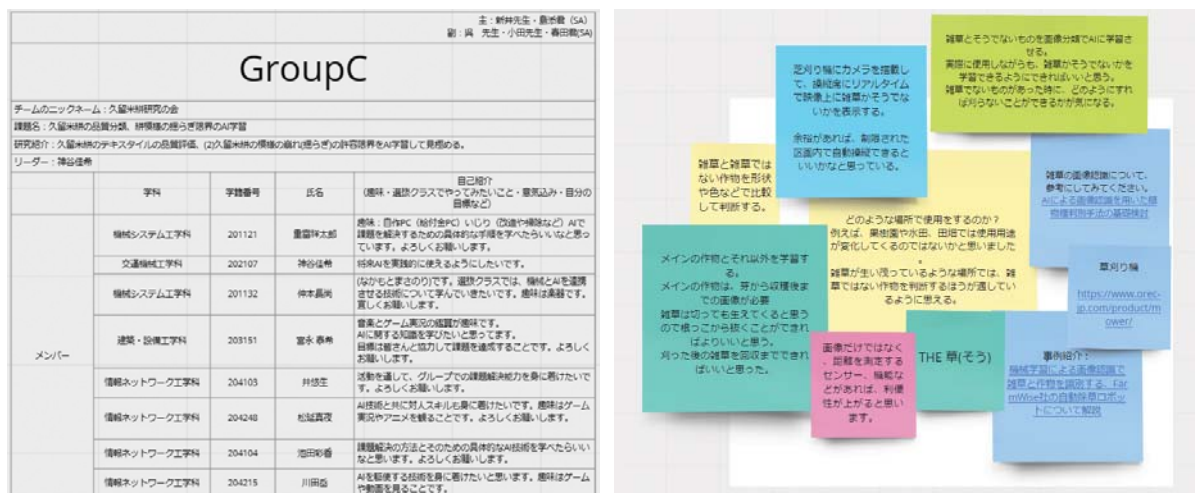 主：新井先生・
(SA)
副：呉 先生・小田先生・春田
(SA)
GroupC
チームのニックネーム：久留米絣研究の会
課題名：久留米絣の品質分類、絣模様の揺らぎ限界のAI学習
研究紹介：久留米絣のテキスタイルの品質評価、(2)久留米絣の模様の崩れ(揺らぎ)の許容限界をAI学習して見極める。
リーダー：神谷佳希
学科
学籍番号
氏名
自己紹介
（趣味・選抜クラスでやってみたいこと・意気込み・自分の
目標など）
メンバー
機械システム工学科
201121
重富祥太郎
趣味：自作PC（給付金PC）いじり（改造や掃除など）AIで
課題を解決するための具体的な手順を学べたらいいなと思っ
ています。よろしくお願いします。
交通機械工学科
202107
神谷佳希
将来AIを実践的に使えるようにしたいです。
機械システム工学科
201132
仲本昌尚
(なかもとまさのり)です。選抜クラスでは、機械とAIを連携
させる技術について学んでいきたいです。趣味は楽器です。
宜しくお願いします。
建築・設備工学科
203151
富永 恭希
音楽とゲーム実況の鑑賞が趣味です。
AIに関する知識を学びたいと思ってます。
目標は皆さんと協力して課題を達成することです。よろしく
お願いします。
情報ネットワーク工学科
204103
井悠生
活動を通して、グループでの課題解決能力を身に着けたいで
す。よろしくお願いします。
情報ネットワーク工学科
204248
松延真夜
AI技術と共に対人スキルも身に着けたいです。趣味はゲーム
実況やアニメを観ることです。よろしくお願いします。
情報ネットワーク工学科
204104
池田彩香
課題解決の方法とそのための具体的なAI技術を学べたらいい
なと思います。よろしくお願いします。
情報ネットワーク工学科
204215
川田岳
AIを駆使する技術を身に着けたいと思います。趣味はゲーム
や動画を見ることです。
芝刈り機にカメラを搭載し
て、操縦席にリアルタイム
で映像上に雑草かそうでな
いかを表示する。
余裕があれば、制限された
区画内で自動操縦できると
いいかなと思っている。
雑草とそうでないものを画像分類でAIに学習さ
せる。
実際に使用しながらも、雑草かそうでないかを
学習できるようにできればいいと思う。
雑草でないものがあった時に、どのようにすれ
ば刈らないことができるかが気になる。
雑草と雑草では
ない作物を形状
や色などで比較
して判断する。
どのような場所で使用をするのか？
例えば、果樹園や水田、田畑では使用用途
が変化してくるのではないかと思いました
。
雑草が生い茂っているような場所では、雑
草ではない作物を判断するほうが適してい
るように思える。
雑草の画像認識について、
参考にしてみてください。
AIによる画像認識を用いた植
物種判別手法の基礎検討
メインの作物とそれ以外を学習す
る。
メインの作物は、芽から収穫後ま
での画像が必要
雑草は切っても生えてくると思う
ので根っこから抜くことができれ
ばよりいいと思う。
刈った後の雑草を回収までできれ
ばいいと思った。
草刈り機
https://www.orec-
jp.com/product/m
ower/
画像だけではなく
、距離を測定する
センサー、機能な
どがあれば、利便
性が上がると思い
ます。
THE 草(そう)
事例紹介：
機械学習による画像認識で
雑草と作物を識別する、Far
mWise社の自動除草ロボッ
トについて解説